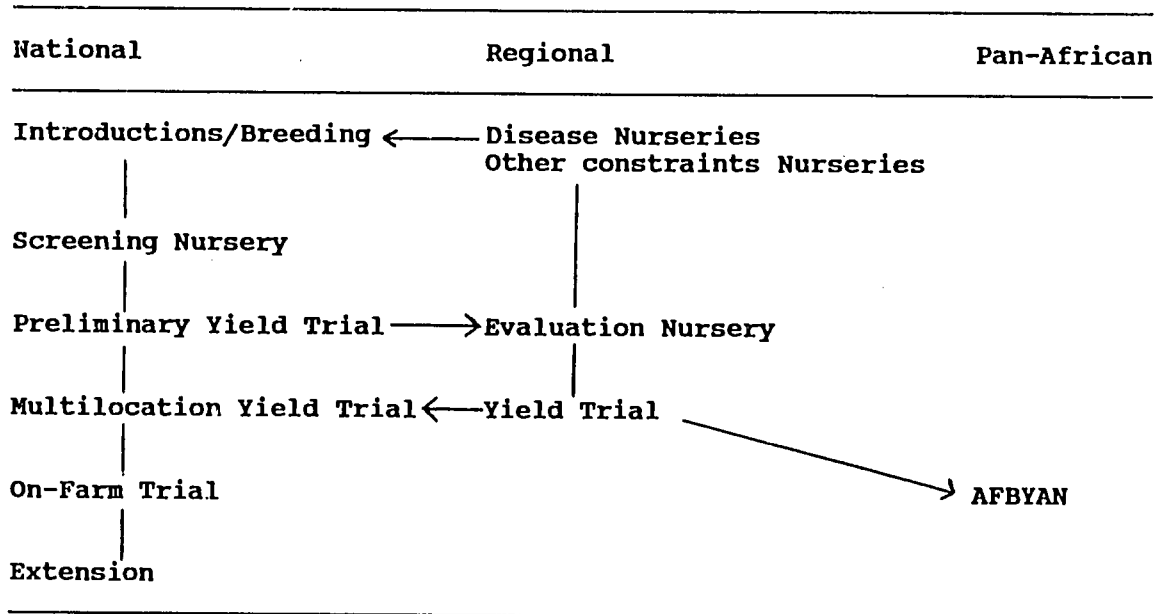 National Regional Pan-African
Introductions/Breeding Disease Nurseries
Other constraints Nurseries
Screening Nursery
Preliminary Yield Trial Evaluation Nursery
Multilocation Yield Trial Yield Trial
On-Farm Trial AFBYAN
Extension